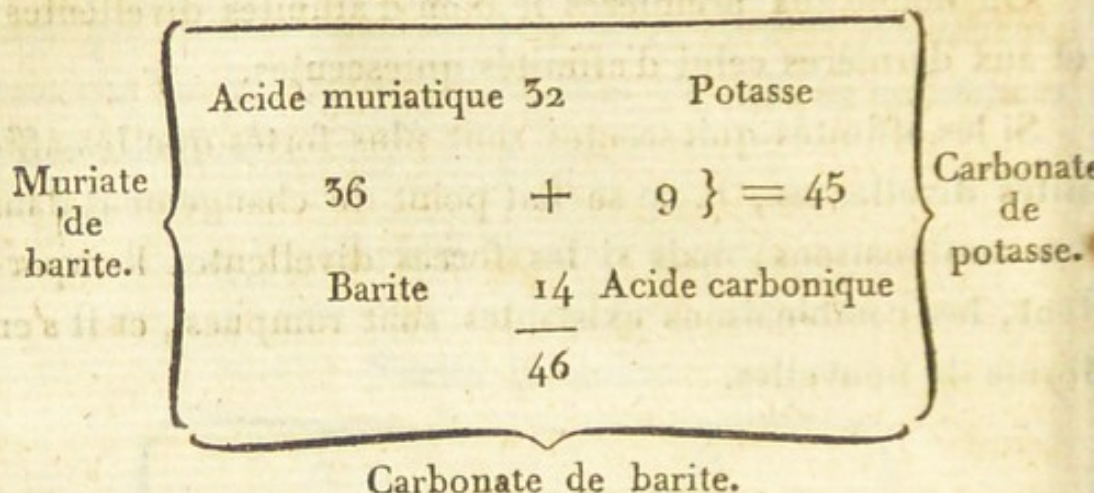 Acide muriatique 32 Potasse
Muriate
de
barite.
36 + 9 } = 45
Carbonate
de
potasse.
Barite 14 Acide carbonique
46
Carbonate de barite.